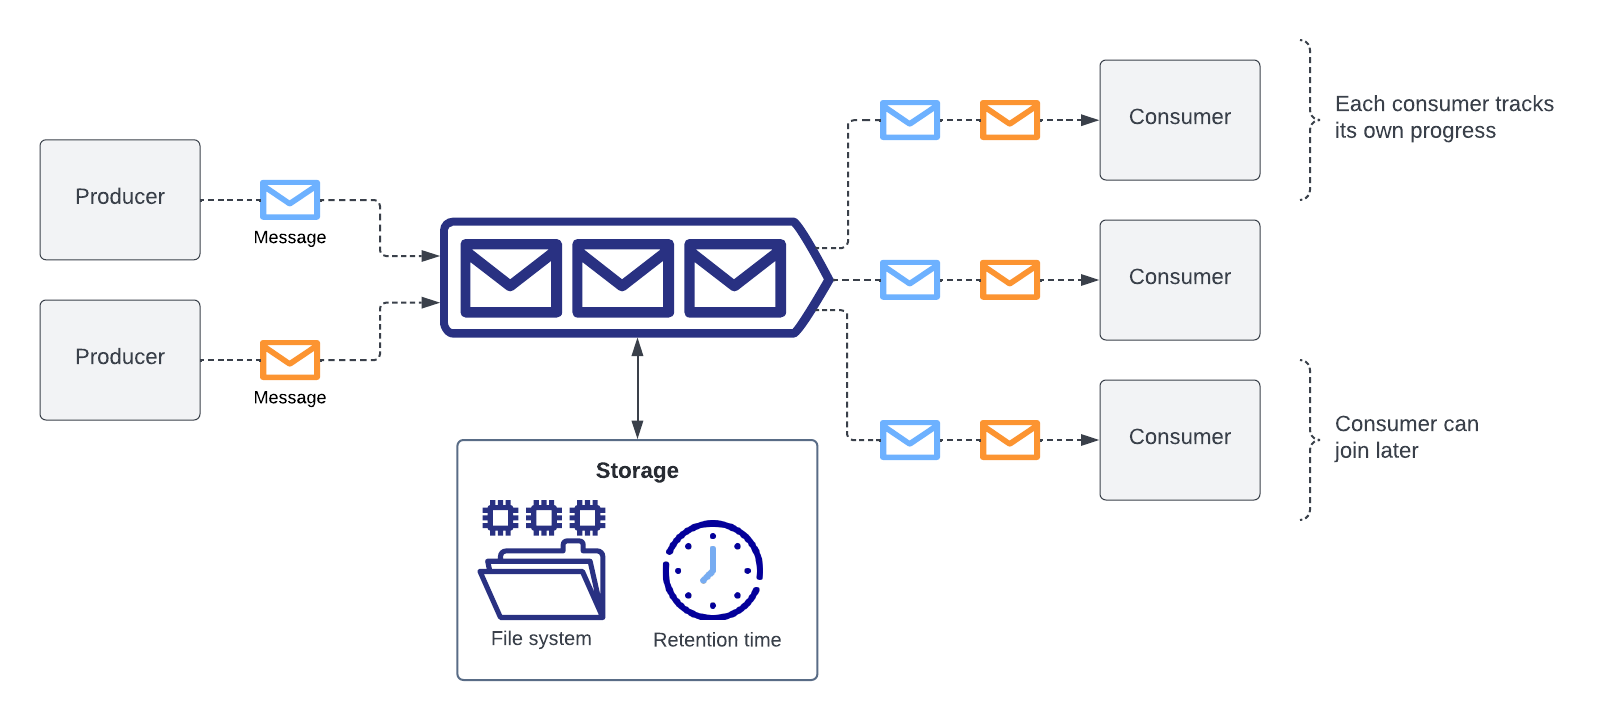 Producer
Message
Producer
Message
Storage
File system
Retention time
Consumer
Each consumer tracks
its own progress
Consumer
Consumer
Consumer can
join later